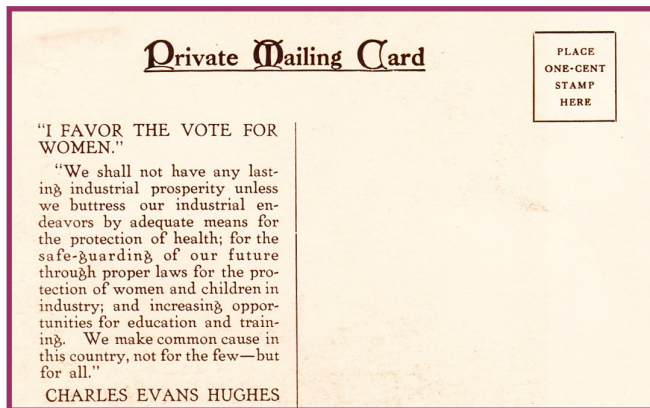 Private Mailing Card
PLACE
ONE-CENT
STAMP
HERE
"I FAVOR THE VOTE FOR
WOMEN."
"We shall not have any last-
ing industrial prosperity unless
we buttress our industrial en-
deavors by adequate means for
the protection of health; for the
safe-guarding of our future
through proper laws for the pro-
tection of women and children in
industry; and increasing oppor-
tunities for education and train-
ing. We make common cause in
this country, not for the few—but
for all."
CHARLES EVANS HUGHES